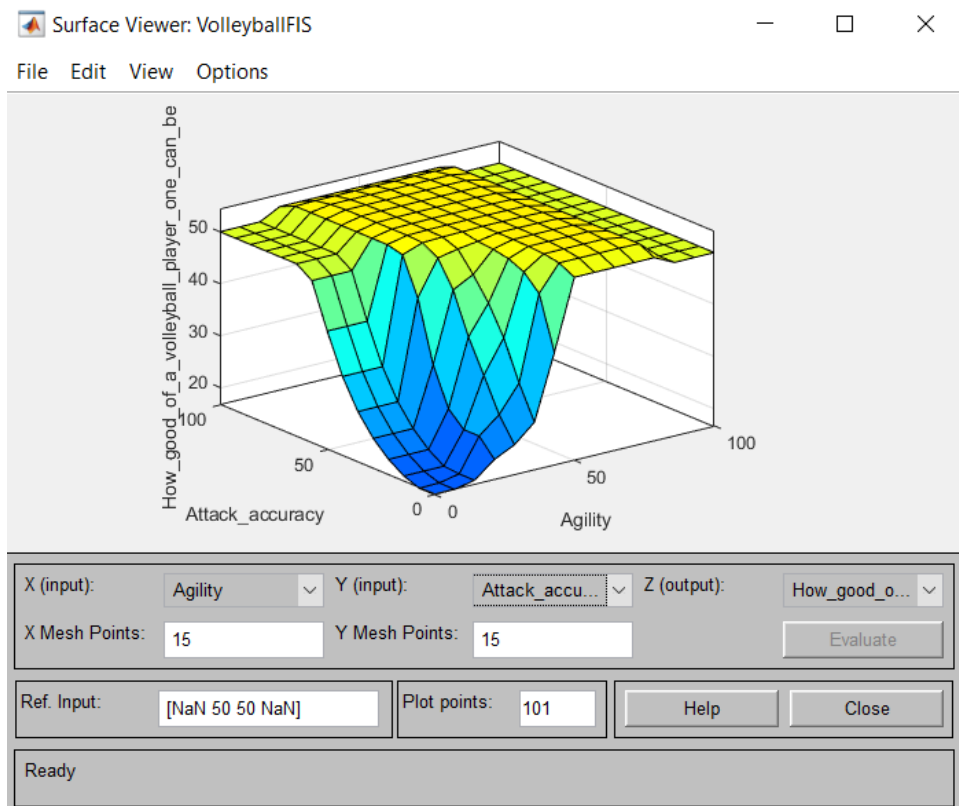 Surface Viewer: VolleyballFIS
File Edit View Options
How_good_of_a_volleyball_player_one_can_be
50
40
30
20
100
50
0
Attack_accuracy
0
50
100
Agility
X (input): Agility Y (input): Attack_accu... Z (output): How_good_o...
X Mesh Points: 15 Y Mesh Points: 15 Evaluate
Ref. Input: [NaN 50 50 NaN] Plot points: 101 Help Close
Ready